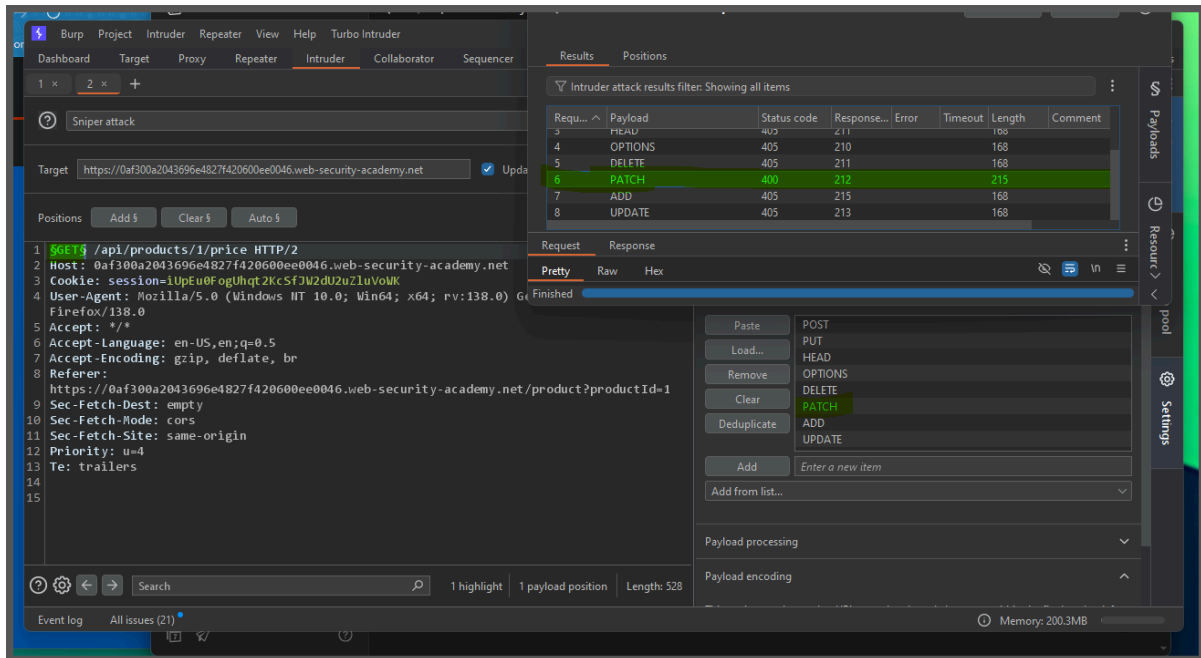 Burp Project Intruder Repeater View Help Turbo Intruder
Dashboard Target Proxy Repeater Intruder Collaborator Sequencer
1 × 2 × +
Sniper attack
Target https://0af300a2043696e4827f420600ee0046.web-security-academy.net Upda
Positions Add § Clear § Auto §
1 §GET§ /api/products/1/price HTTP/2
2 Host: 0af300a2043696e4827f420600ee0046.web-security-academy.net
3 Cookie: session=iUpEu0FogUhqt2KcSfJW2dU2uZluVoWK
4 User-Agent: Mozilla/5.0 (Windows NT 10.0; Win64; x64; rv:138.0) Ge
Firefox/138.0
5 Accept: */*
6 Accept-Language: en-US,en;q=0.5
7 Accept-Encoding: gzip, deflate, br
8 Referer:
https://0af300a2043696e4827f420600ee0046.web-security-academy.net/product?productId=1
9 Sec-Fetch-Dest: empty
10 Sec-Fetch-Mode: cors
11 Sec-Fetch-Site: same-origin
12 Priority: u=4
13 Te: trailers
14
15
Search 1 highlight 1 payload position Length: 528
Event log All issues (21) Memory: 200.3MB
Results Positions
Intruder attack results filter: Showing all items
Requ... Payload Status code Response... Error Timeout Length Comment
3 HEAD 405 211 168
4 OPTIONS 405 210 168
5 DELETE 405 211 168
6 PATCH 400 212 215
7 ADD 405 215 168
8 UPDATE 405 213 168
Request Response
Pretty Raw Hex \n
Finished
§
Payloads
Resourc
pool
Settings
Paste
Load...
Remove
Clear
Deduplicate
POST
PUT
HEAD
OPTIONS
DELETE
PATCH
ADD
UPDATE
Add Enter a new item
Add from list...
Payload processing
Payload encoding